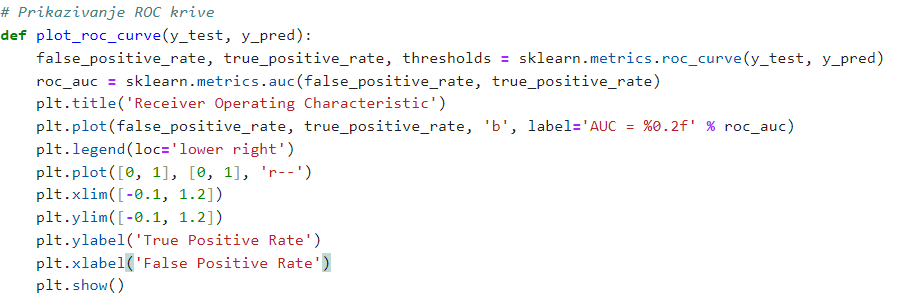 # Prikazivanje ROC krive
def plot_roc_curve(y_test, y_pred):
    false_positive_rate, true_positive_rate, thresholds = sklearn.metrics.roc_curve(y_test, y_pred)
    roc_auc = sklearn.metrics.auc(false_positive_rate, true_positive_rate)
    plt.title('Receiver Operating Characteristic')
    plt.plot(false_positive_rate, true_positive_rate, 'b', label='AUC = %0.2f' % roc_auc)
    plt.legend(loc='lower right')
    plt.plot([0, 1], [0, 1], 'r--')
    plt.xlim([-0.1, 1.2])
    plt.ylim([-0.1, 1.2])
    plt.ylabel('True Positive Rate')
    plt.xlabel('False Positive Rate')
    plt.show()